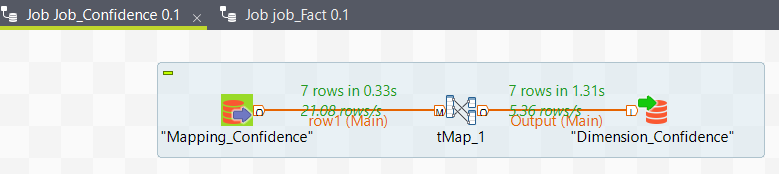 Job Job_Confidence 0.1
Job job_Fact 0.1
7 rows in 0.33s
7 rows in 1.31s
21.08 rows/s
5.36 rows/s
row1 (Main)
Output (Main)
"Mapping_Confidence"
tMap_1
"Dimension_Confidence"